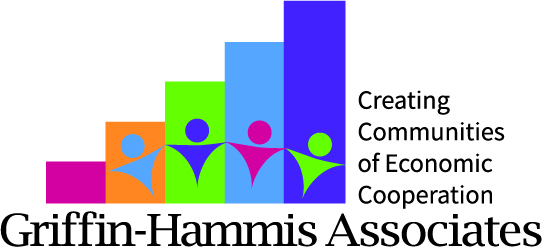 Creating
Communities
of Economic
Cooperation
Griffin-Hammis Associates